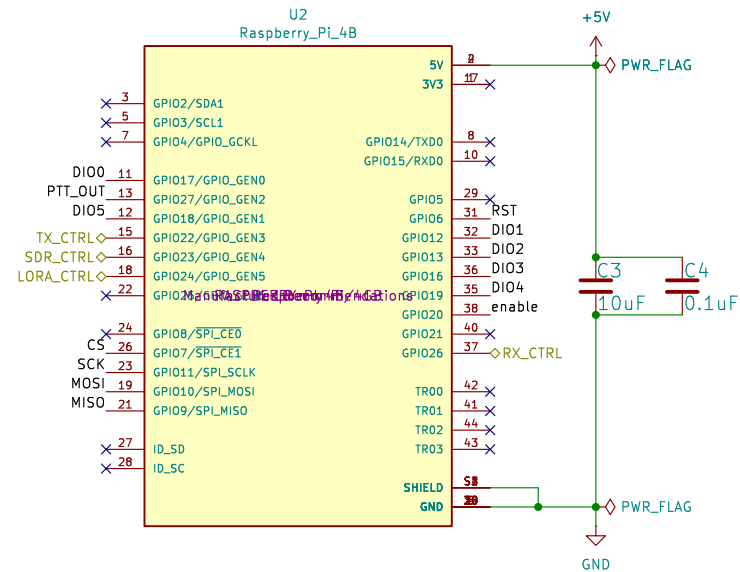 U2
Raspberry_Pi_4B
+5V
5V
PWR_FLAG
3V3 17
3 GPIO2/SDA1
5 GPIO3/SCL1
7 GPIO4/GPIO_GCKL
GPIO14/TXD0 8
GPIO15/RXD0 10
DIO0 11 GPIO17/GPIO_GEN0
PTT_OUT 13 GPIO27/GPIO_GEN2
DIO5 12 GPIO18/GPIO_GEN1
TX_CTRL 15 GPIO22/GPIO_GEN3
SDR_CTRL 16 GPIO23/GPIO_GEN4
LORA_CTRL 18 GPIO24/GPIO_GEN5
22
GPIO5 29
GPIO6 31 RST
GPIO12 32 DIO1
GPIO13 33 DIO2
GPIO16 36 DIO3
GPIO19 35 DIO4
GPIO20 38 enable
GPIO21 40
GPIO26 37 RX_CTRL
C3
10uF
C4
0.1uF
24 GPIO8/SPI_CE0
CS 26 GPIO7/SPI_CE1
SCK 23 GPIO11/SPI_SCLK
MOSI 19 GPIO10/SPI_MOSI
MISO 21 GPIO9/SPI_MISO
27 ID_SD
28 ID_SC
TR00 42
TR01 41
TR02 44
TR03 43
SHIELD
GND
PWR_FLAG
GND